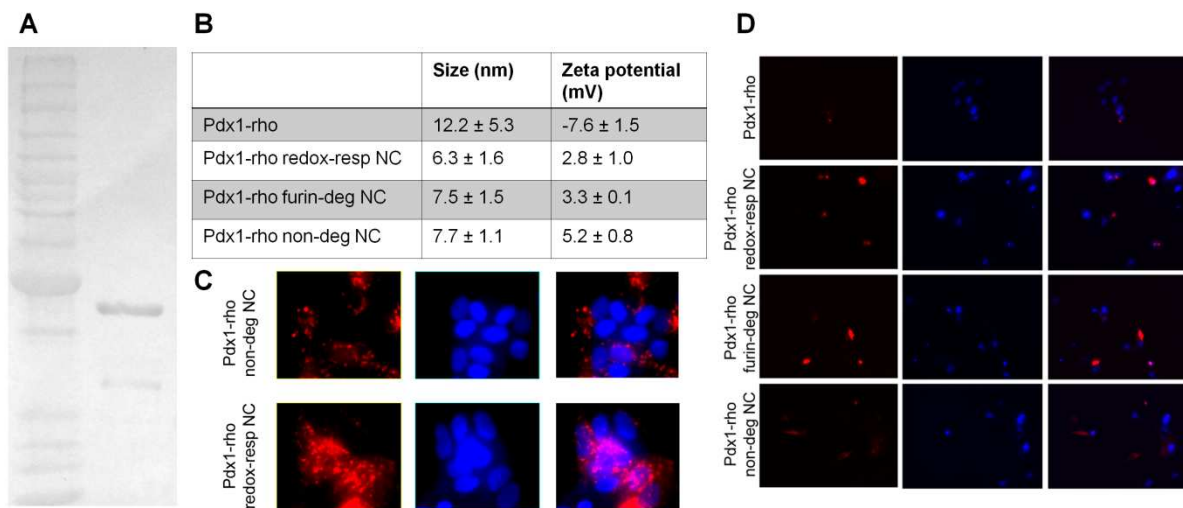 A
B
Size (nm) Zeta potential
(mV)
Pdx1-rho 12.2 ± 5.3 -7.6 ± 1.5
Pdx1-rho redox-resp NC 6.3 ± 1.6 2.8 ± 1.0
Pdx1-rho furin-deg NC 7.5 ± 1.5 3.3 ± 0.1
Pdx1-rho non-deg NC 7.7 ± 1.1 5.2 ± 0.8
C
Pdx1-rho
non-deg NC
Pdx1-rho
redox-resp NC
D
Pdx1-rho
Pdx1-rho
redox-resp NC
Pdx1-rho
furin-deg NC
Pdx1-rho
non-deg NC